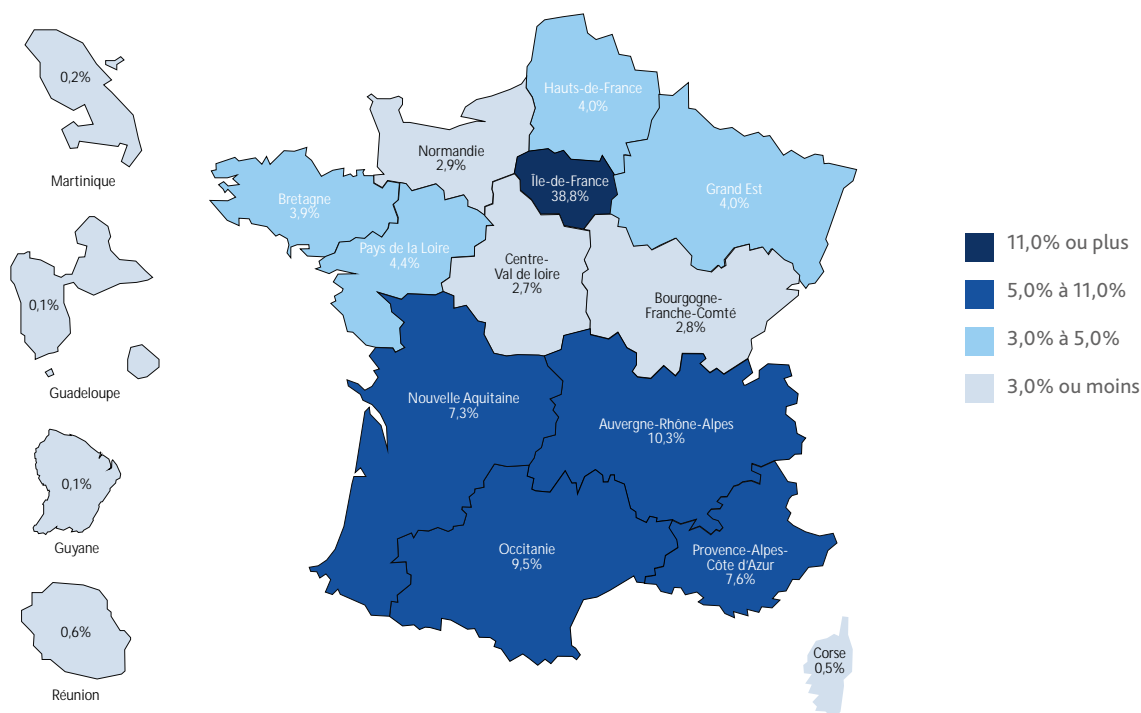 0,2%
Martinique
0,1%
Guadeloupe
0,1%
Guyane
0,6%
Réunion
Hauts-de-France
4,0%
Normandie
2,9%
Île-de-France
38,8%
Grand Est
4,0%
Bretagne
3,9%
Pays de la Loire
4,4%
Centre-
Val de loire
2,7%
Bourgogne-
Franche-Comté
2,8%
Nouvelle Aquitaine
7,3%
Auvergne-Rhône-Alpes
10,3%
Occitanie
9,5%
Provence-Alpes-
Côte d'Azur
7,6%
Corse
0,5%
11,0% ou plus
5,0% à 11,0%
3,0% à 5,0%
3,0% ou moins